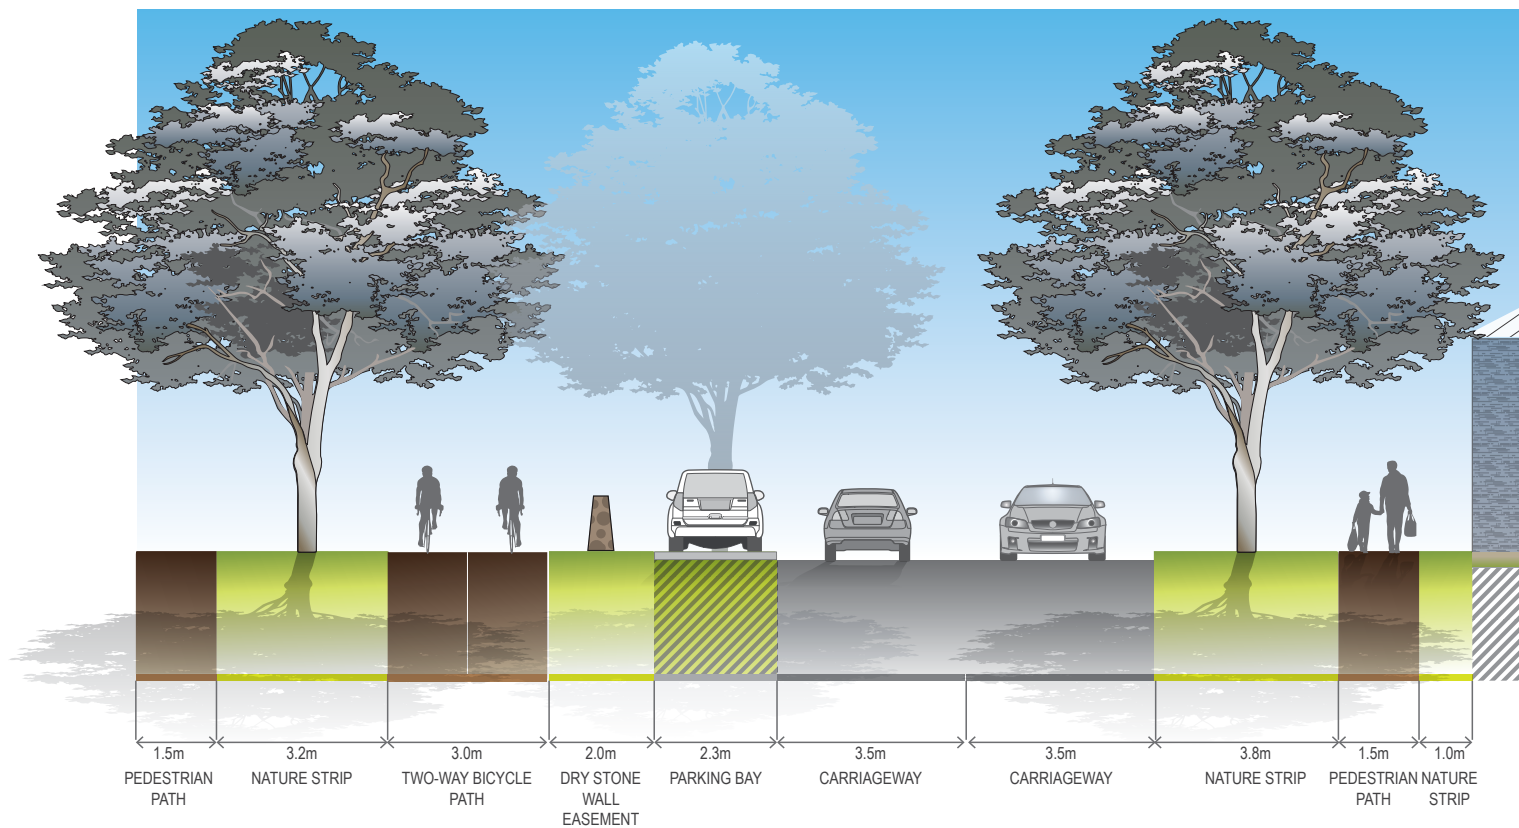 1.5m
3.2m
3.0m
2.0m
2.3m
3.5m
3.5m
3.8m
1.5m
1.0m
PEDESTRIAN
PATH
NATURE STRIP
TWO-WAY BICYCLE
PATH
DRY STONE
WALL
EASEMENT
PARKING BAY
CARRIAGEWAY
CARRIAGEWAY
NATURE STRIP
PEDESTRIAN
PATH
NATURE
STRIP